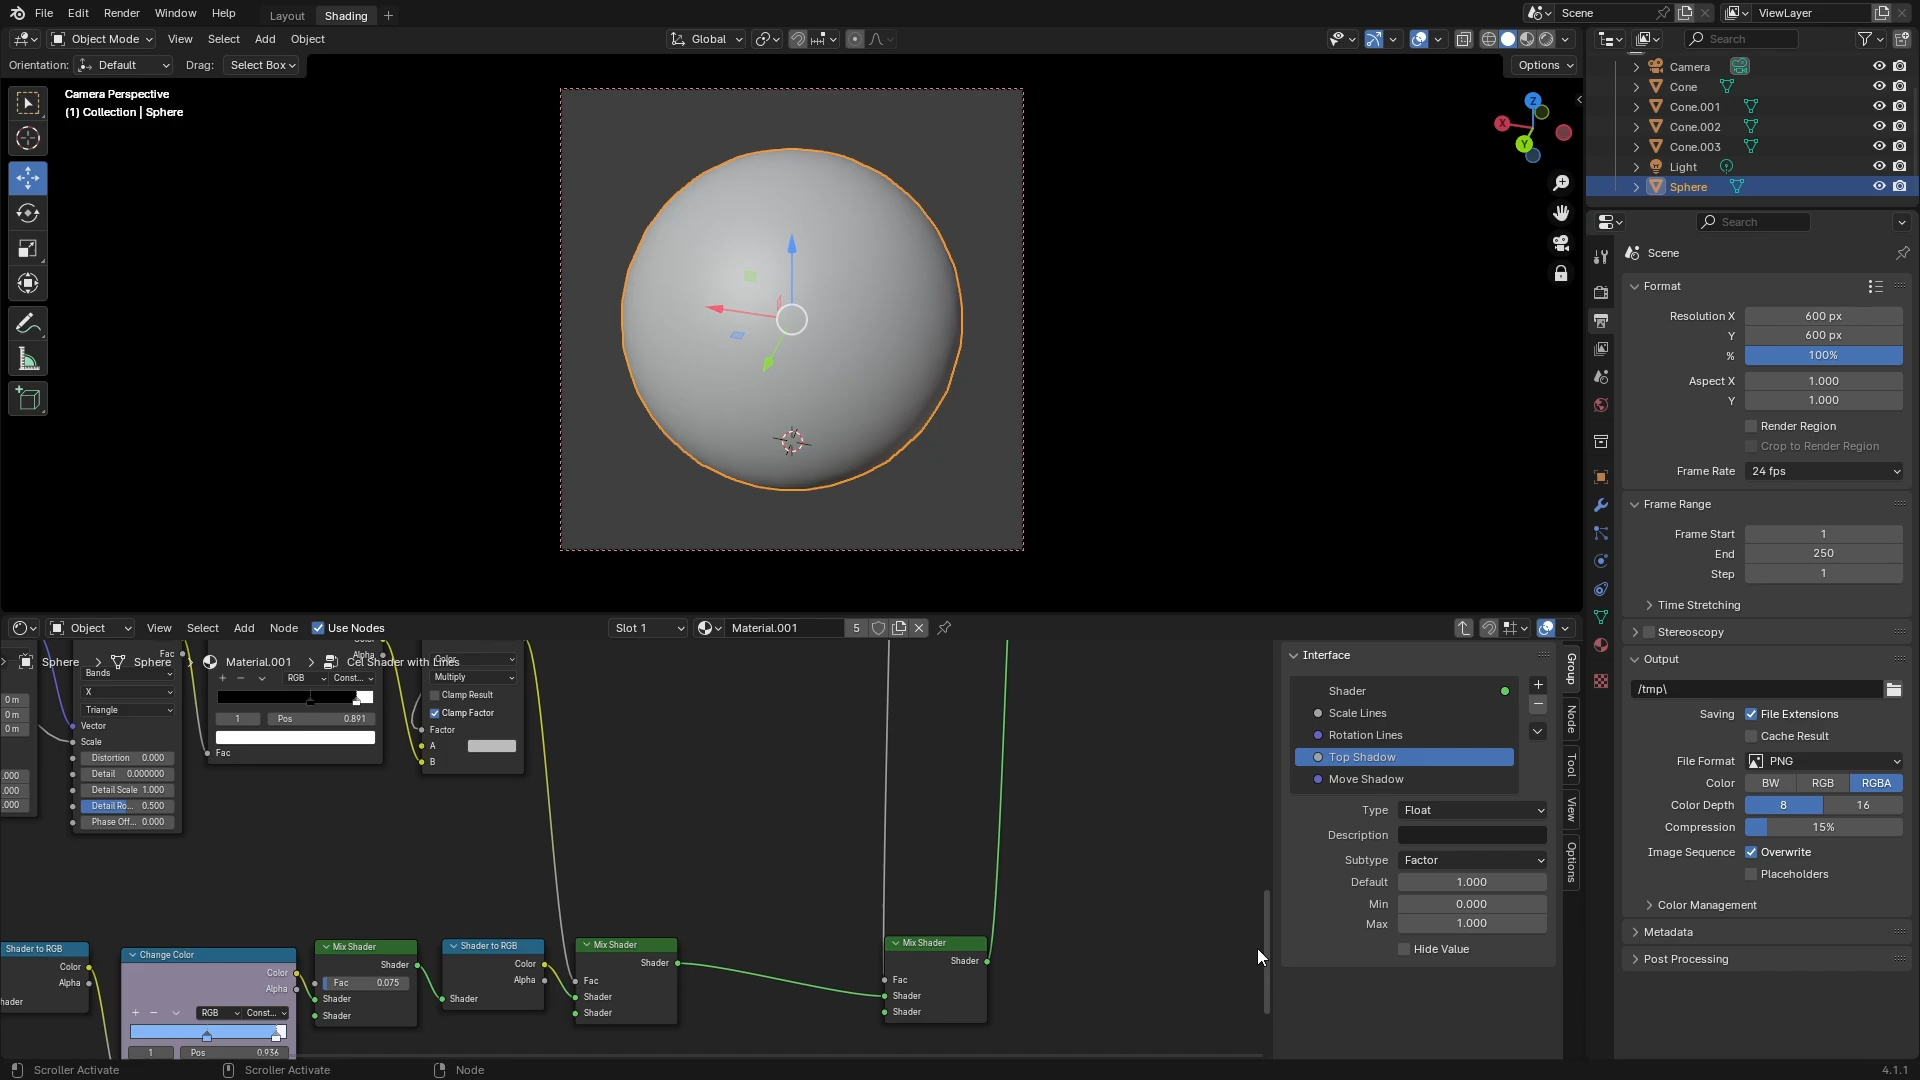 File Edit Render Window Help Layout Shading + Scene ViewLayer
Object Mode View Select Add Object Global Search
Orientation: Default Drag: Select Box Options
Camera Perspective
(1) Collection | Sphere
Z
X
Y
Camera
Cone
Cone.001
Cone.002
Cone.003
Light
Sphere
Search
Scene
Format
Resolution X 600 px
Y 600 px
% 100%
Aspect X 1.000
Y 1.000
Render Region
Crop to Render Region
Frame Rate 24 fps
Frame Range
Frame Start 1
End 250
Step 1
Time Stretching
Stereoscopy
Output
/tmp\
Saving File Extensions
Cache Result
File Format PNG
Color BW RGB RGBA
Color Depth 8 16
Compression 15%
Image Sequence Overwrite
Placeholders
Color Management
Metadata
Post Processing
Object View Select Add Node Use Nodes Slot 1 Material.001 5
Sphere > Sphere > Material.001 > Cel Shader with Lines
Fac
Bands
X
Triangle
Vector
Scale
Distortion 0.000
Detail 0.000000
Detail Scale 1.000
Detail Ro... 0.500
Phase Off... 0.000
0 m
0 m
0 m
.000
.000
.000
Alpha
RGB Const...
1 Pos 0.891
Fac
Color
Multiply
Clamp Result
Clamp Factor
Factor
A
B
Shader to RGB
Color
Alpha
hader
Change Color
Color
Alpha
RGB Const...
1 Pos 0.936
Mix Shader
Shader
Fac 0.075
Shader
Shader
Shader to RGB
Color
Alpha
Shader
Mix Shader
Shader
Fac
Shader
Shader
Mix Shader
Shader
Fac
Shader
Shader
Interface
Shader
Scale Lines
Rotation Lines
Top Shadow
Move Shadow
Type Float
Description
Subtype Factor
Default 1.000
Min 0.000
Max 1.000
Hide Value
Group
Node
Tool
View
Options
Scroller Activate Scroller Activate Node 4.1.1